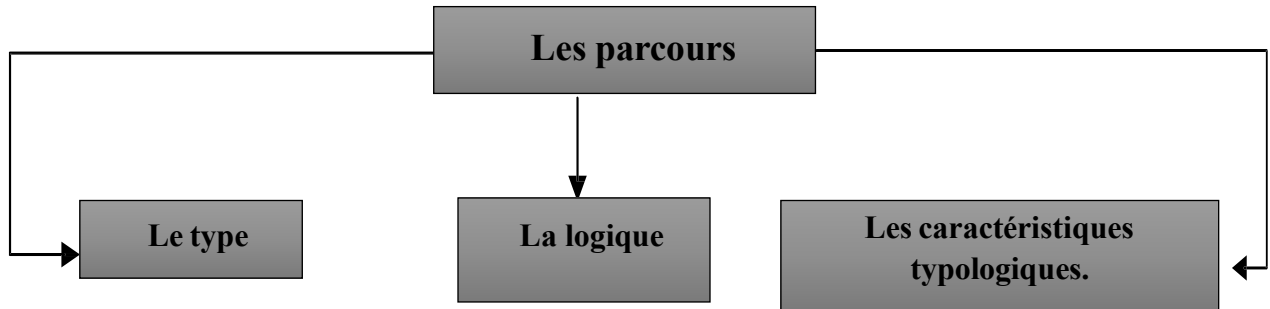 Les parcours
Le type
La logique
Les caractéristiques
typologiques.